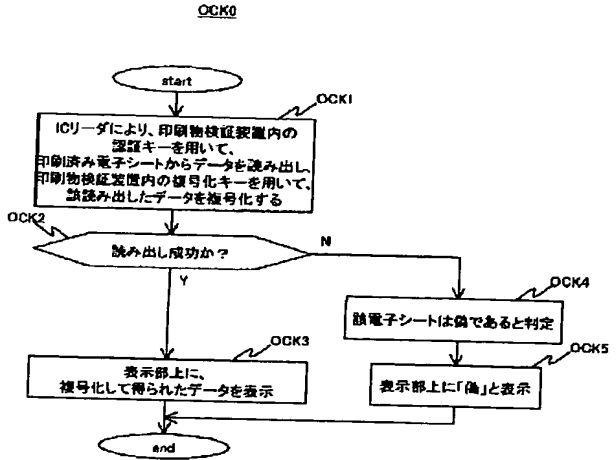 OCK0
start
OCK1
ICリーダにより、印刷物検証装置内の
認証キーを用いて、
印刷済み電子シートからデータを読み出し、
印刷物検証装置内の復号化キーを用いて、
該読み出したデータを復号化する
OCK2
読み出し成功か？
N
Y
OCK4
該電子シートは偽であると判定
OCK3
OCK5
表示部上に、
複号化して得られたデータを表示
表示部上に「偽」と表示
end